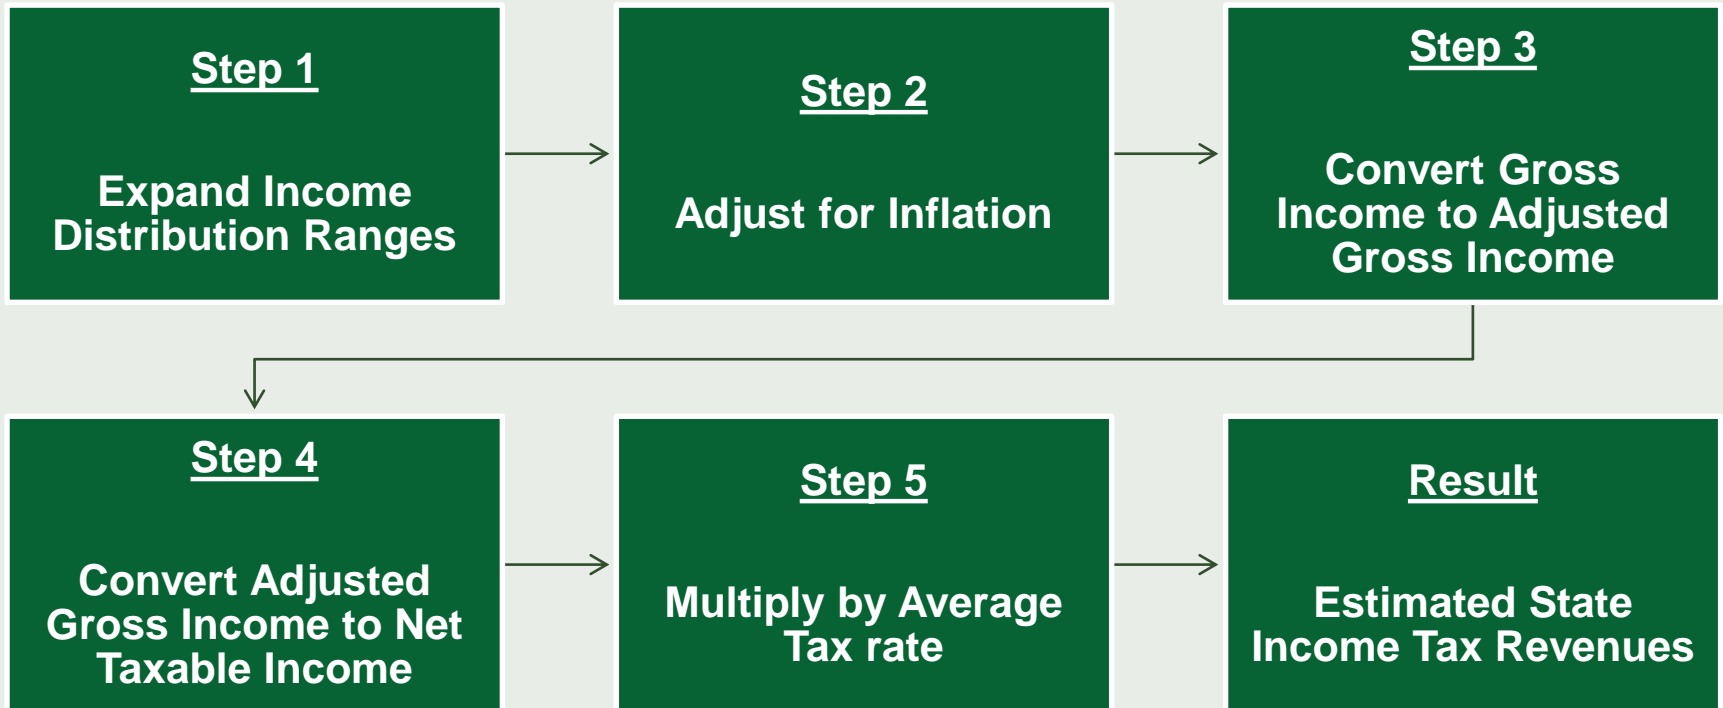 Step 1
Expand Income
Distribution Ranges
Step 2
Adjust for Inflation
Step 3
Convert Gross
Income to Adjusted
Gross Income
Step 4
Convert Adjusted
Gross Income to Net
Taxable Income
Step 5
Multiply by Average
Tax rate
Result
Estimated State
Income Tax Revenues